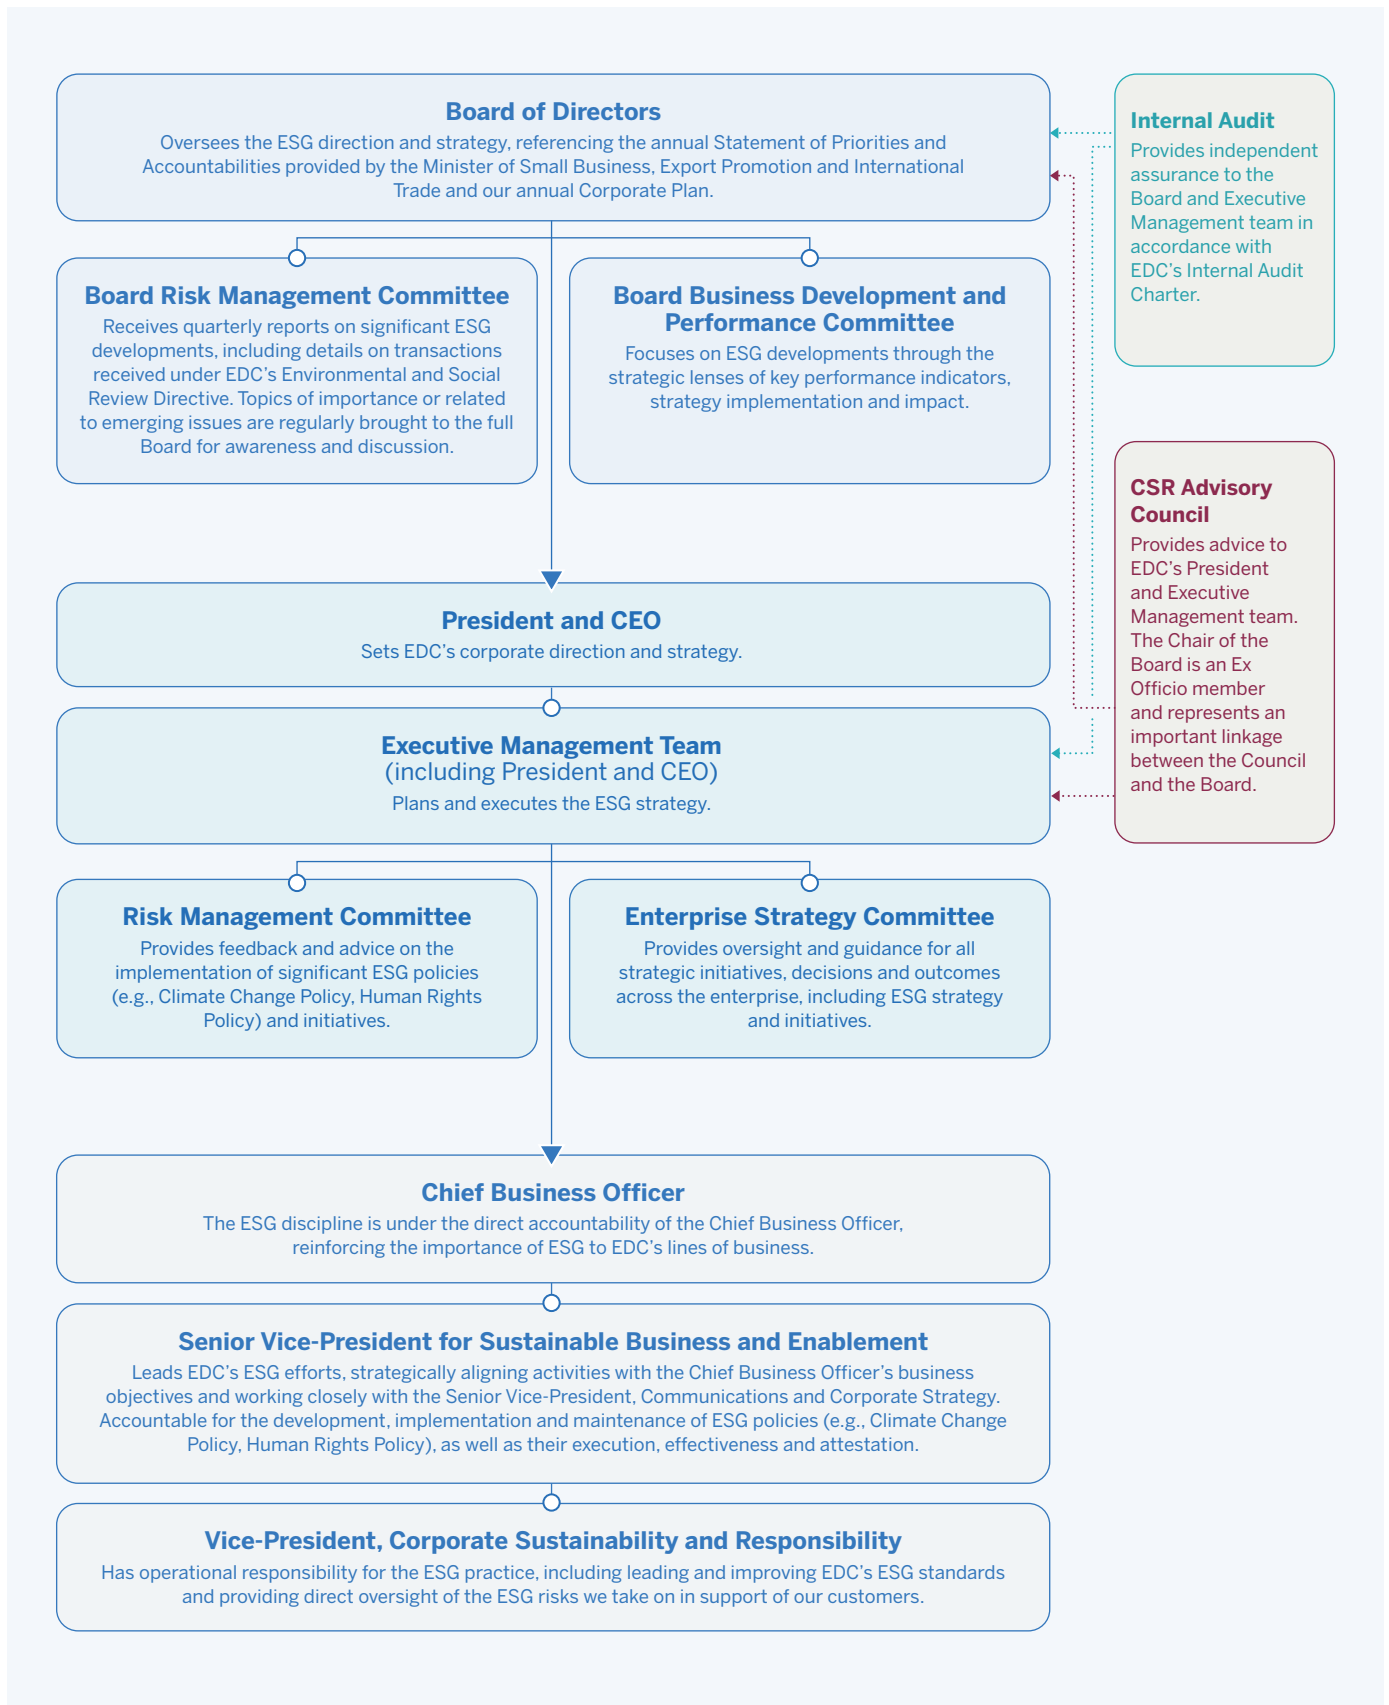 Board of Directors
Oversees the ESG direction and strategy, referencing the annual Statement of Priorities and
Accountabilities provided by the Minister of Small Business, Export Promotion and International
Trade and our annual Corporate Plan.
Board Risk Management Committee
Receives quarterly reports on significant ESG
developments, including details on transactions
received under EDC’s Environmental and Social
Review Directive. Topics of importance or related
to emerging issues are regularly brought to the full
Board for awareness and discussion.
Board Business Development and
Performance Committee
Focuses on ESG developments through the
strategic lenses of key performance indicators,
strategy implementation and impact.
President and CEO
Sets EDC’s corporate direction and strategy.
Executive Management Team
(including President and CEO)
Plans and executes the ESG strategy.
Risk Management Committee
Provides feedback and advice on the
implementation of significant ESG policies
(e.g., Climate Change Policy, Human Rights
Policy) and initiatives.
Enterprise Strategy Committee
Provides oversight and guidance for all
strategic initiatives, decisions and outcomes
across the enterprise, including ESG strategy
and initiatives.
Chief Business Officer
The ESG discipline is under the direct accountability of the Chief Business Officer,
reinforcing the importance of ESG to EDC’s lines of business.
Senior Vice-President for Sustainable Business and Enablement
Leads EDC’s ESG efforts, strategically aligning activities with the Chief Business Officer’s business
objectives and working closely with the Senior Vice-President, Communications and Corporate Strategy.
Accountable for the development, implementation and maintenance of ESG policies (e.g., Climate Change
Policy, Human Rights Policy), as well as their execution, effectiveness and attestation.
Vice-President, Corporate Sustainability and Responsibility
Has operational responsibility for the ESG practice, including leading and improving EDC’s ESG standards
and providing direct oversight of the ESG risks we take on in support of our customers.
Internal Audit
Provides independent
assurance to the
Board and Executive
Management team in
accordance with
EDC’s Internal Audit
Charter.
CSR Advisory
Council
Provides advice to
EDC’s President
and Executive
Management team.
The Chair of the
Board is an Ex
Officio member
and represents an
important linkage
between the Council
and the Board.